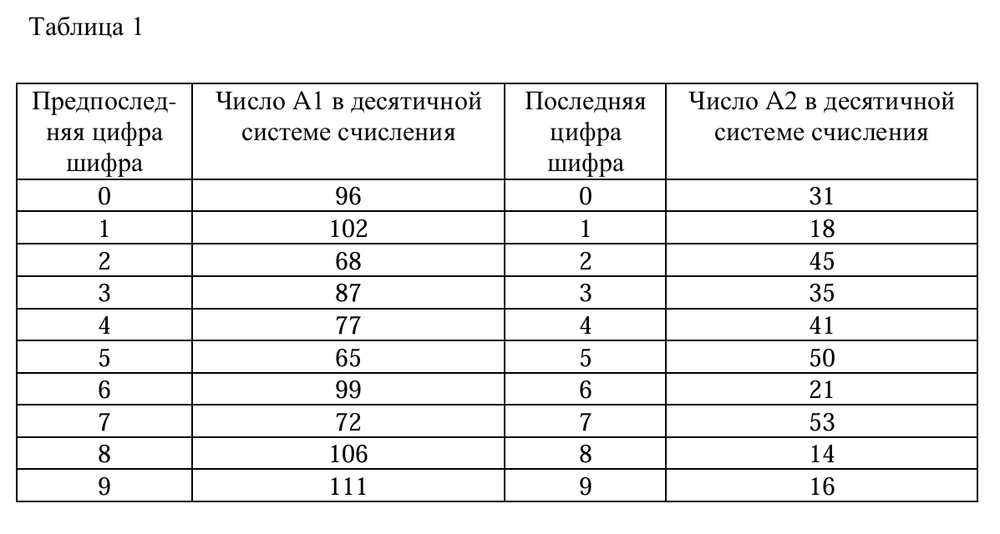 Таблица 1
Предпослед- Число А1 в десятичной Последняя Число А2 в десятичной
няя цифра системе счисления цифра системе счисления
шифра шифра
0 96 0 31
1 102 1 18
2 68 2 45
3 87 3 35
4 77 4 41
5 65 5 50
6 99 6 21
7 72 7 53
8 106 8 14
9 111 9 16